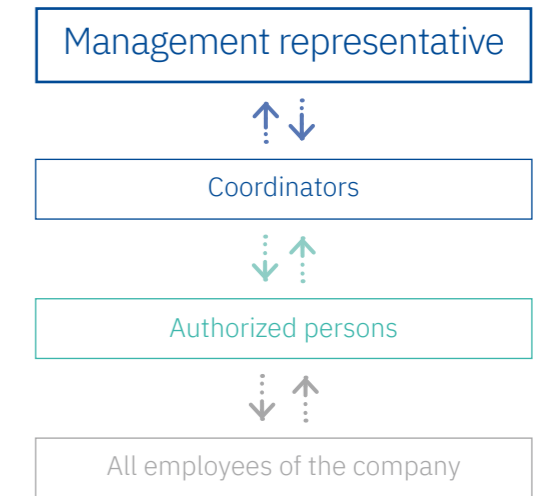 Management representative
Coordinators
Authorized persons
All employees of the company